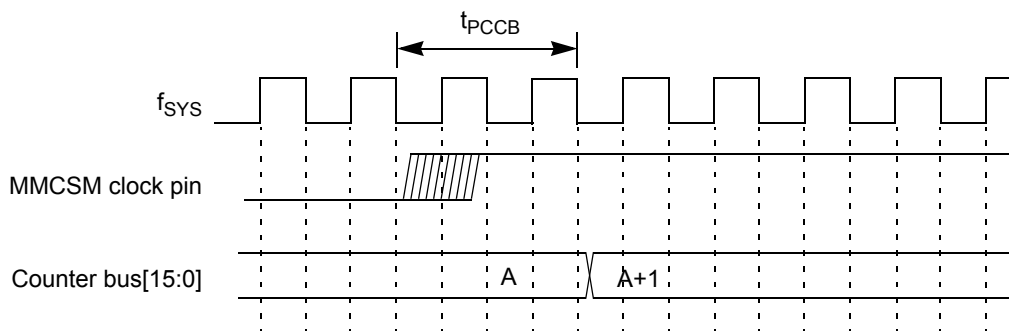 tPCCB
fSYS
MMCSM clock pin
Counter bus[15:0]
A
A+1